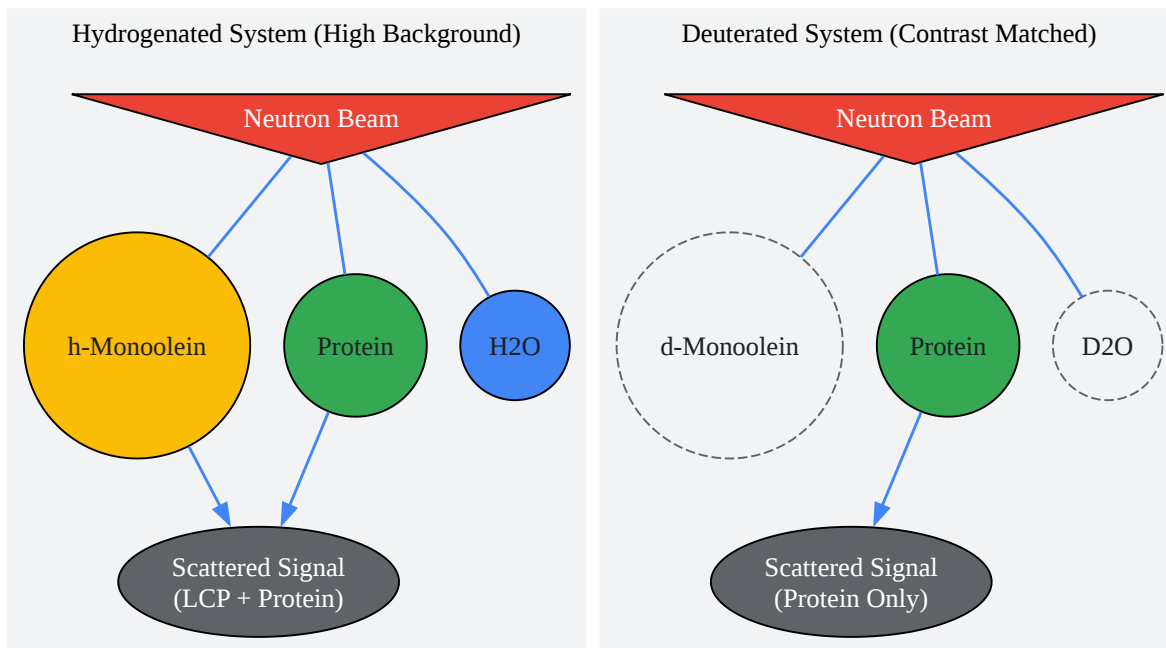 Hydrogenated System (High Background)
Neutron Beam
h-Monoolein
Protein
H2O
Scattered Signal
(LCP + Protein)
Deuterated System (Contrast Matched)
Neutron Beam
d-Monoolein
Protein
D2O
Scattered Signal
(Protein Only)